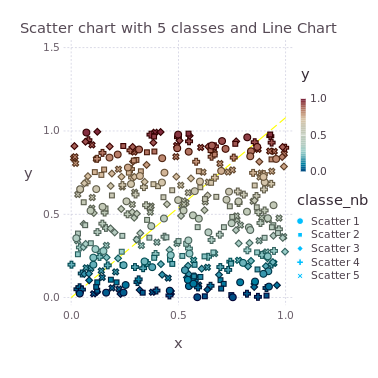 Scatter chart with 5 classes and Line Chart
1.5
1.0
0.5
0.0
y
0.0 0.5 1.0
x
y
1.0
0.5
0.0
classe_nb
Scatter 1
Scatter 2
Scatter 3
Scatter 4
Scatter 5